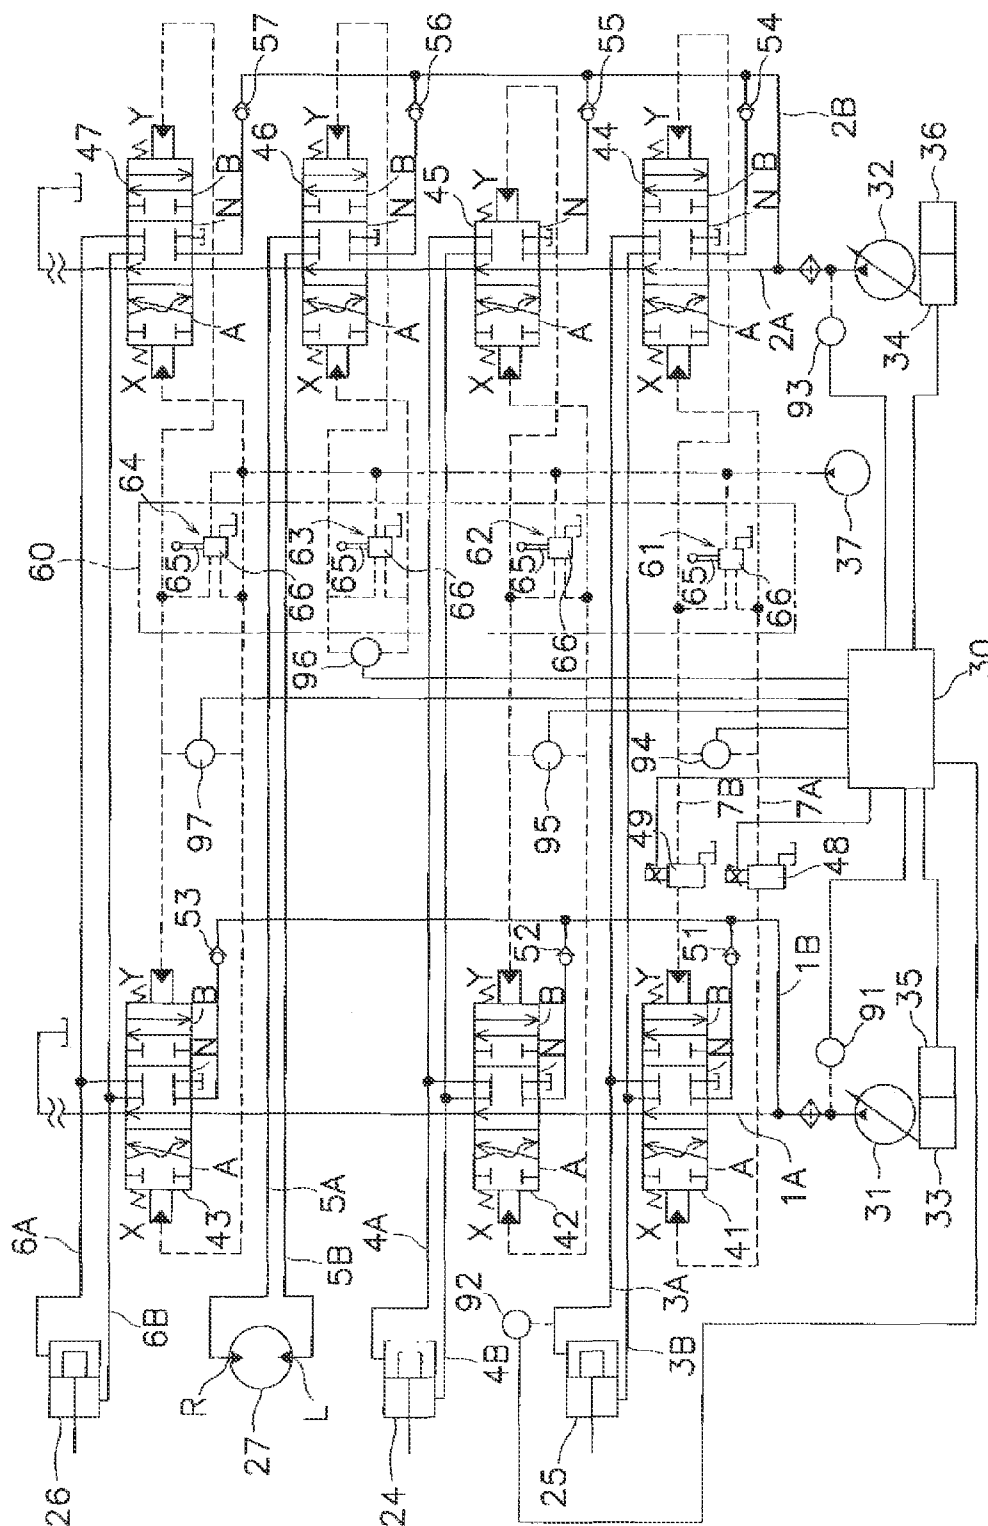 6A
26
60
47
64
X
Y
X
Y
57
6B
65
53
R
97
N
B
N
B
43
A
66
A
27
5A
46
96
63
X
Y
L
5B
65
56
N
B
24
4A
66
A
92
45
62
X
Y
X
Y
4B
52
65
95
N
B
N
55
25
42
A
66
A
3A
49
94
61
44
X
Y
X
Y
3B
51
65
7B
N
B
N
B
41
A
66
A
54
1A
1B
7A
2A
2B
48
91
93
31
37
32
33
35
34
36
30